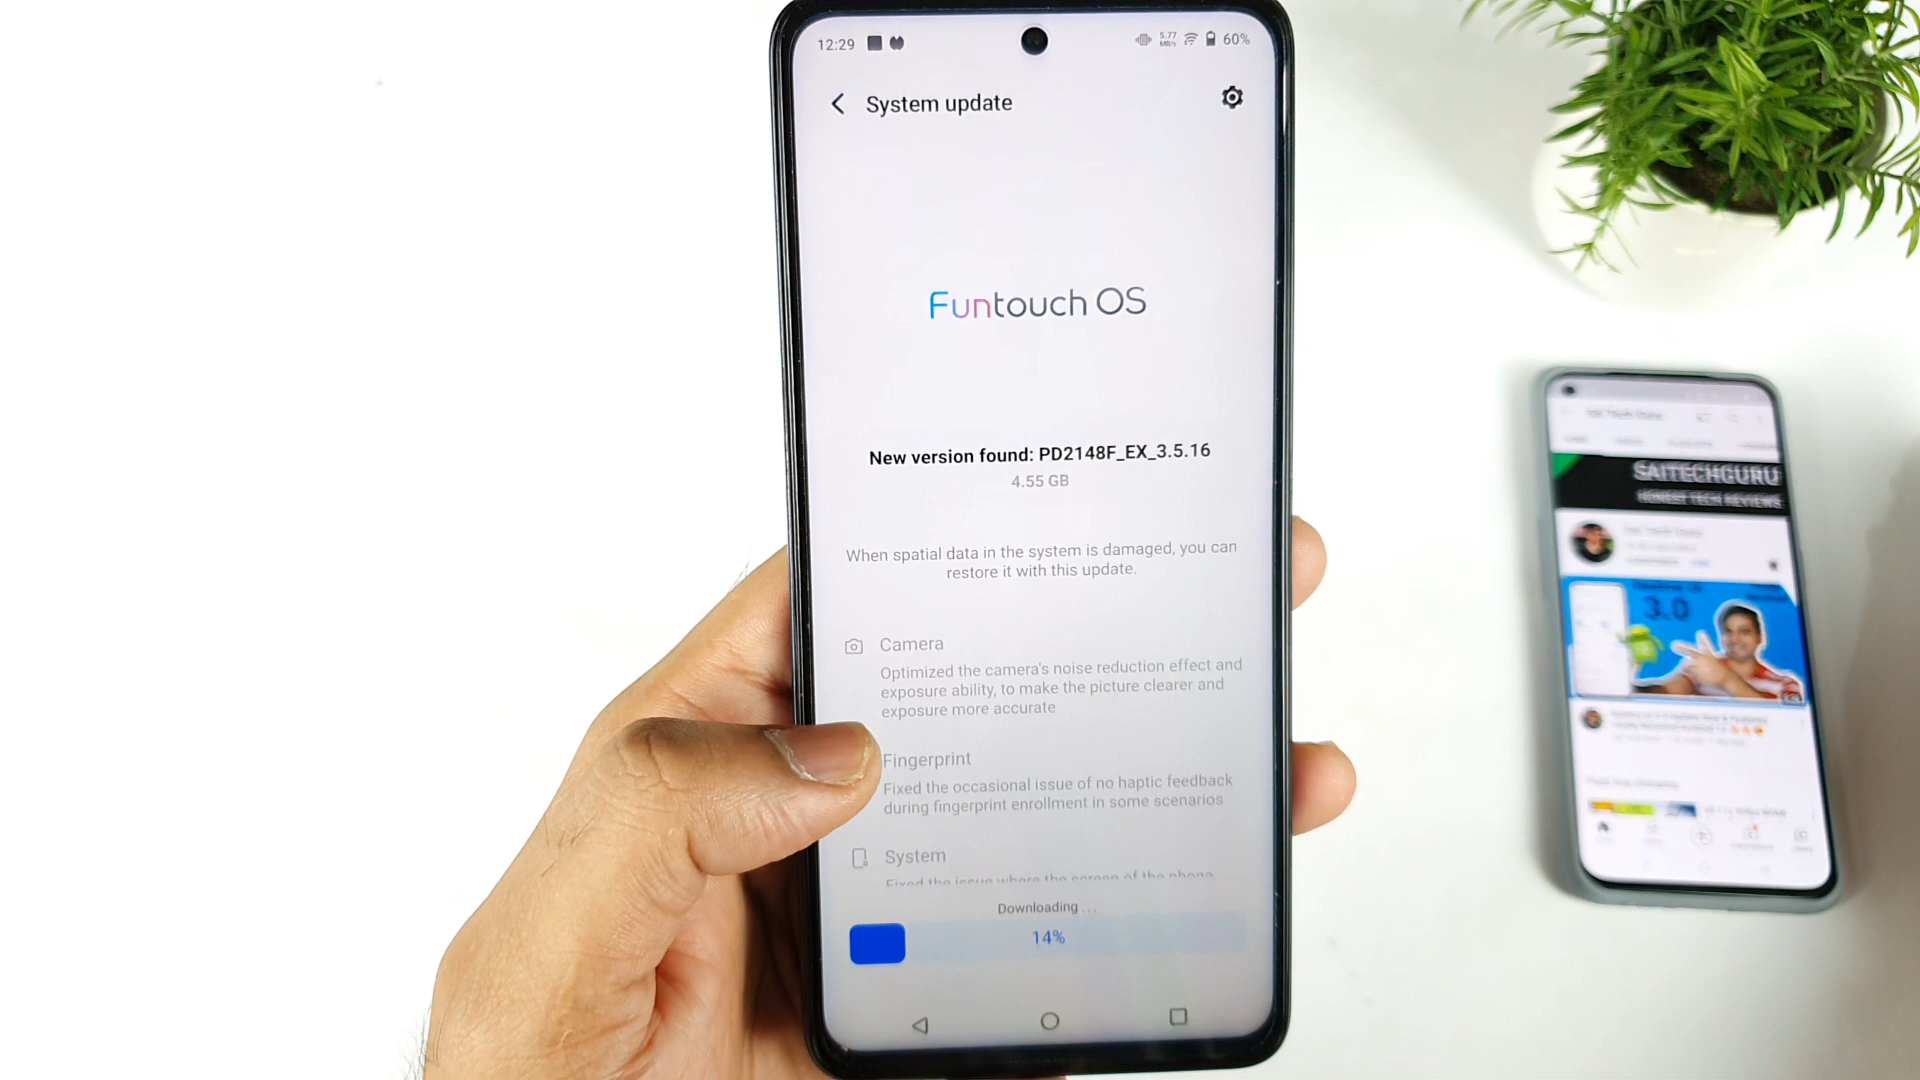 12:29
5.77
MB/s
60%
System update
Funtouch OS
New version found: PD2148F_EX_3.5.16
4.55 GB
When spatial data in the system is damaged, you can
restore it with this update.
Camera
Optimized the camera's noise reduction effect and
exposure ability, to make the picture clearer and
exposure more accurate
Fingerprint
Fixed the occasional issue of no haptic feedback
during fingerprint enrollment in some scenarios
System
Fixed the issue where the screen of the phone
Downloading ...
14%
SAITECHGURU
HONEST TECH REVIEWS
3.0